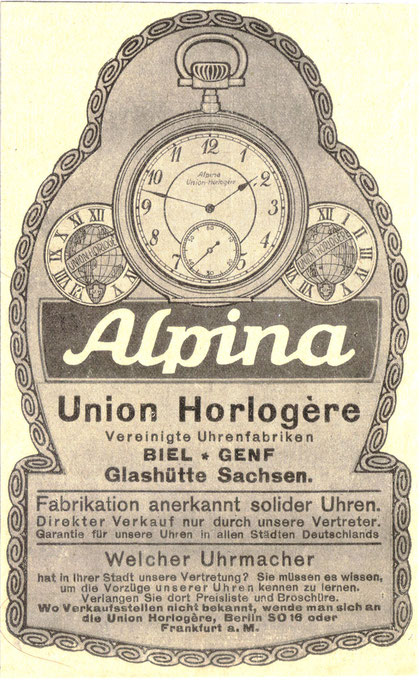 Alpina
Union-Horlogère
Alpina
Union Horlogère
Vereinigte Uhrenfabriken
BIEL ★ GENF
Glashütte Sachsen.
Fabrikation anerkannt solider Uhren.
Direkter Verkauf nur durch unsere Vertreter.
Garantie für unsere Uhren in allen Städten Deutschlands
Welcher Uhrmacher
hat in Ihrer Stadt unsere Vertretung? Sie müssen es wissen,
um die Vorzüge unserer Uhren kennen zu lernen.
Verlangen Sie dort Preisliste und Broschüre.
Wo Verkaufsstellen nicht bekannt, wende man sich an
die Union Horlogère, Berlin SO 16 oder
Frankfurt a. M.